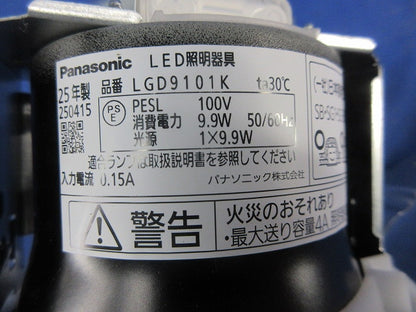 Panasonic LED照明器具
25年製 品番 LGD9101K ta30℃
250415
PS E PESL 100V
消費電力 9.9W 50/60Hz
光源 1×9.9W
適合ランプは取扱説明書を参照してください
入力電流 0.15A パナソニック株式会社
警告 火災のおそれあり
・最大送り容量4A